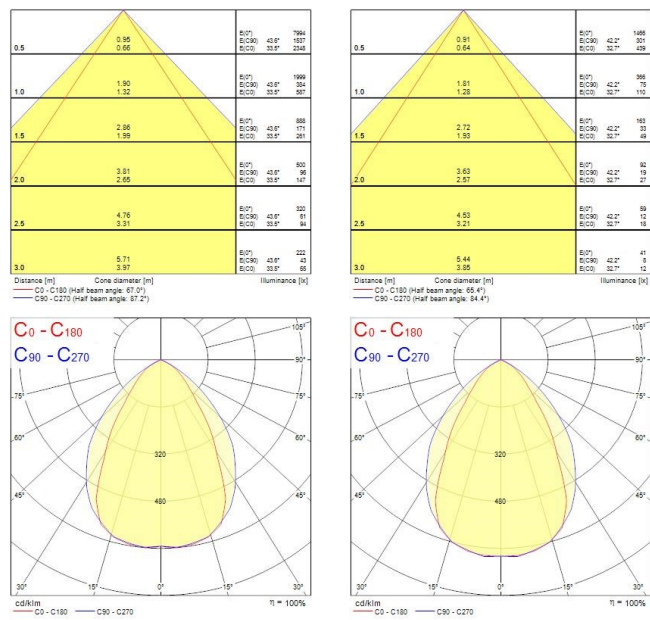 0.95
0.66
0.5
E(0°) 7994
E(C90) 43.6° 1537
E(C0) 33.5° 2348
1.90
1.32
1.0
E(0°) 1999
E(C90) 43.6° 384
E(C0) 33.5° 587
2.86
1.99
1.5
E(0°) 888
E(C90) 43.6° 171
E(C0) 33.5° 261
3.81
2.65
2.0
E(0°) 500
E(C90) 43.6° 96
E(C0) 33.5° 147
4.76
3.31
2.5
E(0°) 320
E(C90) 43.6° 61
E(C0) 33.5° 94
5.71
3.97
3.0
E(0°) 222
E(C90) 43.6° 43
E(C0) 33.5° 65
Distance [m] Cone diameter [m] Illuminance [lx]
C0 - C180 (Half beam angle: 67.0°)
C90 - C270 (Half beam angle: 87.2°)
0.91
0.64
0.5
E(0°) 1466
E(C90) 42.2° 301
E(C0) 32.7° 439
1.81
1.28
1.0
E(0°) 366
E(C90) 42.2° 75
E(C0) 32.7° 110
2.72
1.93
1.5
E(0°) 163
E(C90) 42.2° 33
E(C0) 32.7° 49
3.63
2.57
2.0
E(0°) 92
E(C90) 42.2° 19
E(C0) 32.7° 27
4.53
3.21
2.5
E(0°) 59
E(C90) 42.2° 12
E(C0) 32.7° 18
5.44
3.85
3.0
E(0°) 41
E(C90) 42.2° 8
E(C0) 32.7° 12
Distance [m] Cone diameter [m] Illuminance [lx]
C0 - C180 (Half beam angle: 65.4°)
C90 - C270 (Half beam angle: 84.4°)
C0 - C180
C90 - C270
105°
90°
75° 75°
60° 60°
45° 45°
320
480
30° 15° 0° 15° 30°
cd/klm η = 100%
C0 - C180 C90 - C270
C0 - C180
C90 - C270
105°
90°
75° 75°
60° 60°
45° 45°
320
480
30° 15° 0° 15° 30°
cd/klm η = 100%
C0 - C180 C90 - C270